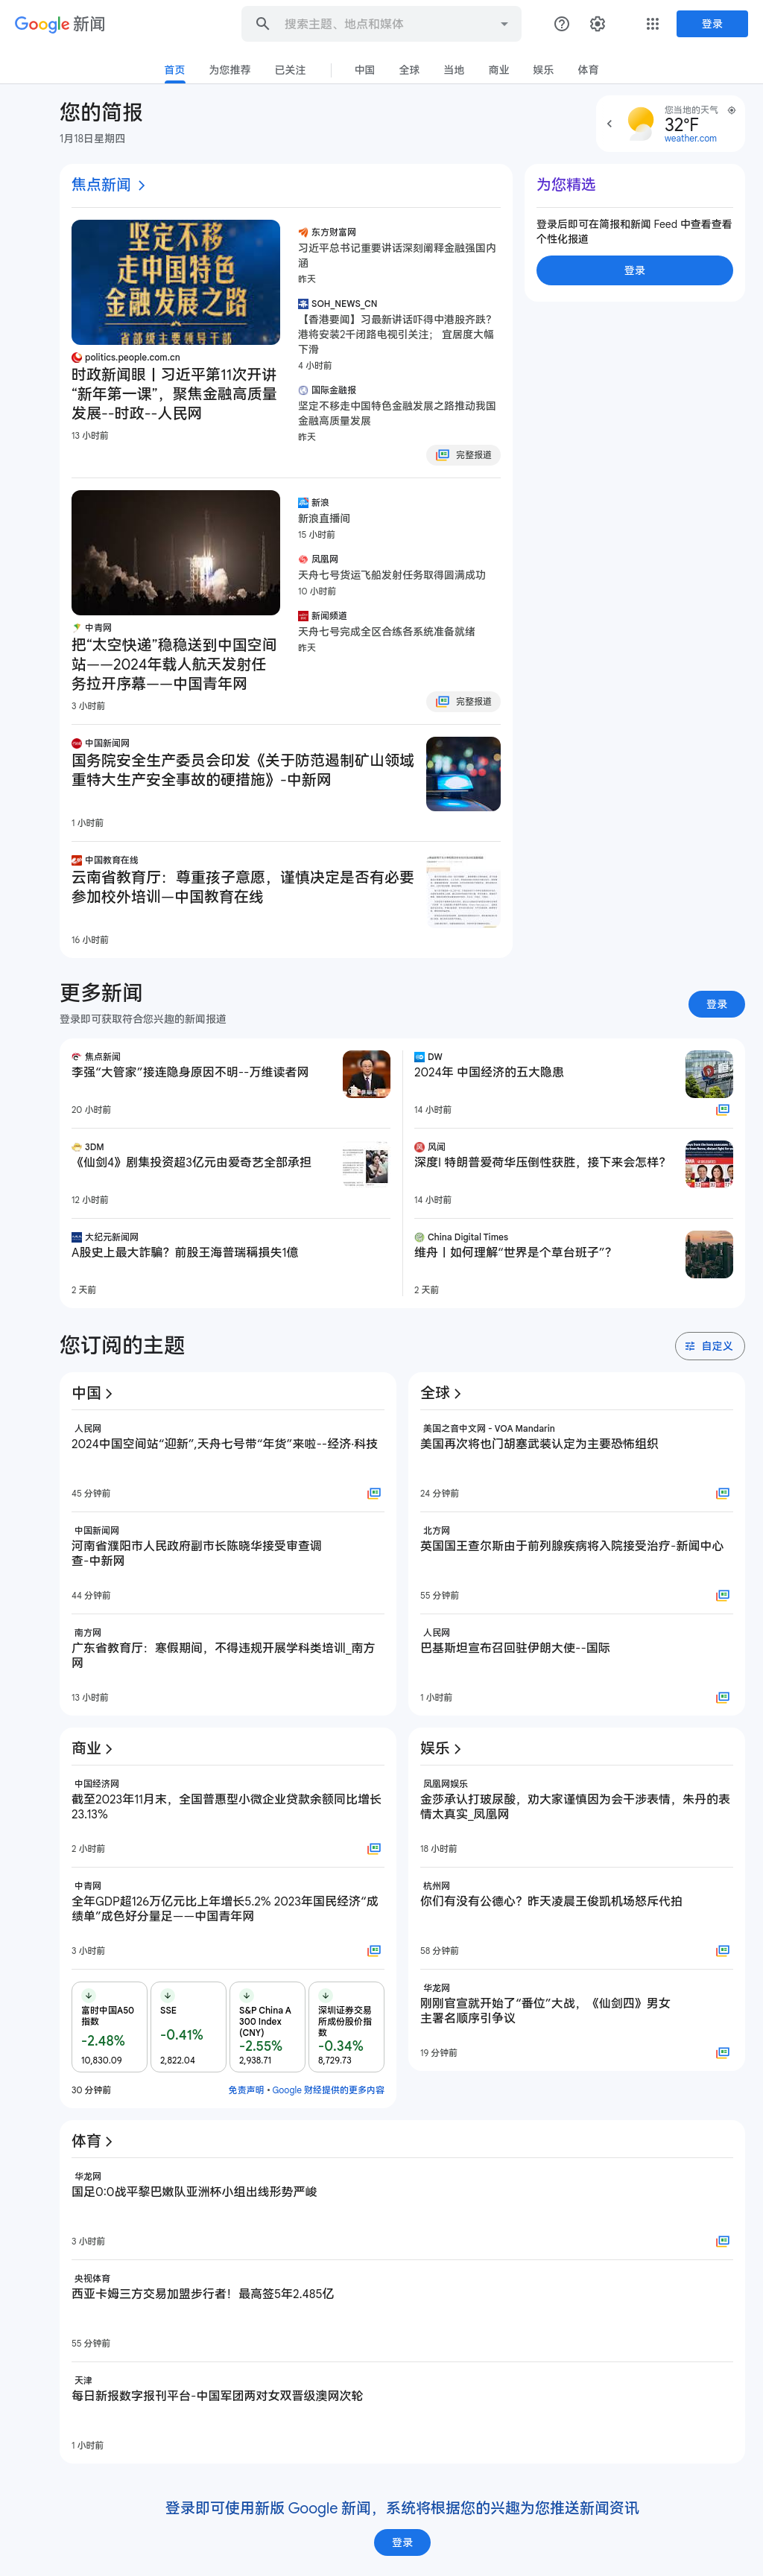 Google 新闻
搜索主题、地点和媒体
登录
首页
为您推荐
已关注
中国
全球
当地
商业
娱乐
体育
您的简报
1月18日星期四
您当地的天气
32°F
weather.com
焦点新闻
坚定不移
走中国特色
金融发展之路
省部级主要领导干部
politics.people.com.cn
时政新闻眼丨习近平第11次开讲
“新年第一课”，聚焦金融高质量
发展--时政--人民网
13 小时前
东方财富网
习近平总书记重要讲话深刻阐释金融强国内
涵
昨天
SOH_NEWS_CN
【香港要闻】习最新讲话吓得中港股齐跌？
港将安装2千闭路电视引关注； 宜居度大幅
下滑
4 小时前
国际金融报
坚定不移走中国特色金融发展之路推动我国
金融高质量发展
昨天
完整报道
为您精选
登录后即可在简报和新闻 Feed 中查看查看
个性化报道
登录
中青网
把“太空快递”稳稳送到中国空间
站——2024年载人航天发射任
务拉开序幕——中国青年网
3 小时前
新浪
新浪直播间
15 小时前
凤凰网
天舟七号货运飞船发射任务取得圆满成功
10 小时前
新闻频道
天舟七号完成全区合练各系统准备就绪
昨天
完整报道
中国新闻网
国务院安全生产委员会印发《关于防范遏制矿山领域
重特大生产安全事故的硬措施》-中新网
1 小时前
中国教育在线
云南省教育厅：尊重孩子意愿，谨慎决定是否有必要
参加校外培训—中国教育在线
16 小时前
更多新闻
登录即可获取符合您兴趣的新闻报道
登录
焦点新闻
李强“大管家”接连隐身原因不明--万维读者网
20 小时前
3DM
《仙剑4》剧集投资超3亿元由爱奇艺全部承担
12 小时前
大纪元新闻网
A股史上最大詐騙？前股王海普瑞稱損失1億
2 天前
DW
2024年 中国经济的五大隐患
14 小时前
风闻
深度| 特朗普爱荷华压倒性获胜，接下来会怎样？
14 小时前
China Digital Times
维舟丨如何理解“世界是个草台班子”？
2 天前
您订阅的主题
自定义
中国
人民网
2024中国空间站“迎新”,天舟七号带“年货”来啦--经济·科技
45 分钟前
中国新闻网
河南省濮阳市人民政府副市长陈晓华接受审查调
查-中新网
44 分钟前
南方网
广东省教育厅：寒假期间，不得违规开展学科类培训_南方
网
13 小时前
全球
美国之音中文网 - VOA Mandarin
美国再次将也门胡塞武装认定为主要恐怖组织
24 分钟前
北方网
英国国王查尔斯由于前列腺疾病将入院接受治疗-新闻中心
55 分钟前
人民网
巴基斯坦宣布召回驻伊朗大使--国际
1 小时前
商业
中国经济网
截至2023年11月末，全国普惠型小微企业贷款余额同比增长
23.13%
2 小时前
中青网
全年GDP超126万亿元比上年增长5.2% 2023年国民经济“成
绩单”成色好分量足——中国青年网
3 小时前
富时中国A50
指数
-2.48%
10,830.09
SSE
-0.41%
2,822.04
S&P China A
300 Index
(CNY)
-2.55%
2,938.71
深圳证券交易
所成份股价指
数
-0.34%
8,729.73
30 分钟前
免责声明 • Google 财经提供的更多内容
娱乐
凤凰网娱乐
金莎承认打玻尿酸，劝大家谨慎因为会干涉表情，朱丹的表
情太真实_凤凰网
18 小时前
杭州网
你们有没有公德心？昨天凌晨王俊凯机场怒斥代拍
58 分钟前
华龙网
刚刚官宣就开始了“番位”大战，《仙剑四》男女
主署名顺序引争议
19 分钟前
体育
华龙网
国足0:0战平黎巴嫩队亚洲杯小组出线形势严峻
3 小时前
央视体育
西亚卡姆三方交易加盟步行者！最高签5年2.485亿
55 分钟前
天津
每日新报数字报刊平台-中国军团两对女双晋级澳网次轮
1 小时前
登录即可使用新版 Google 新闻，系统将根据您的兴趣为您推送新闻资讯
登录